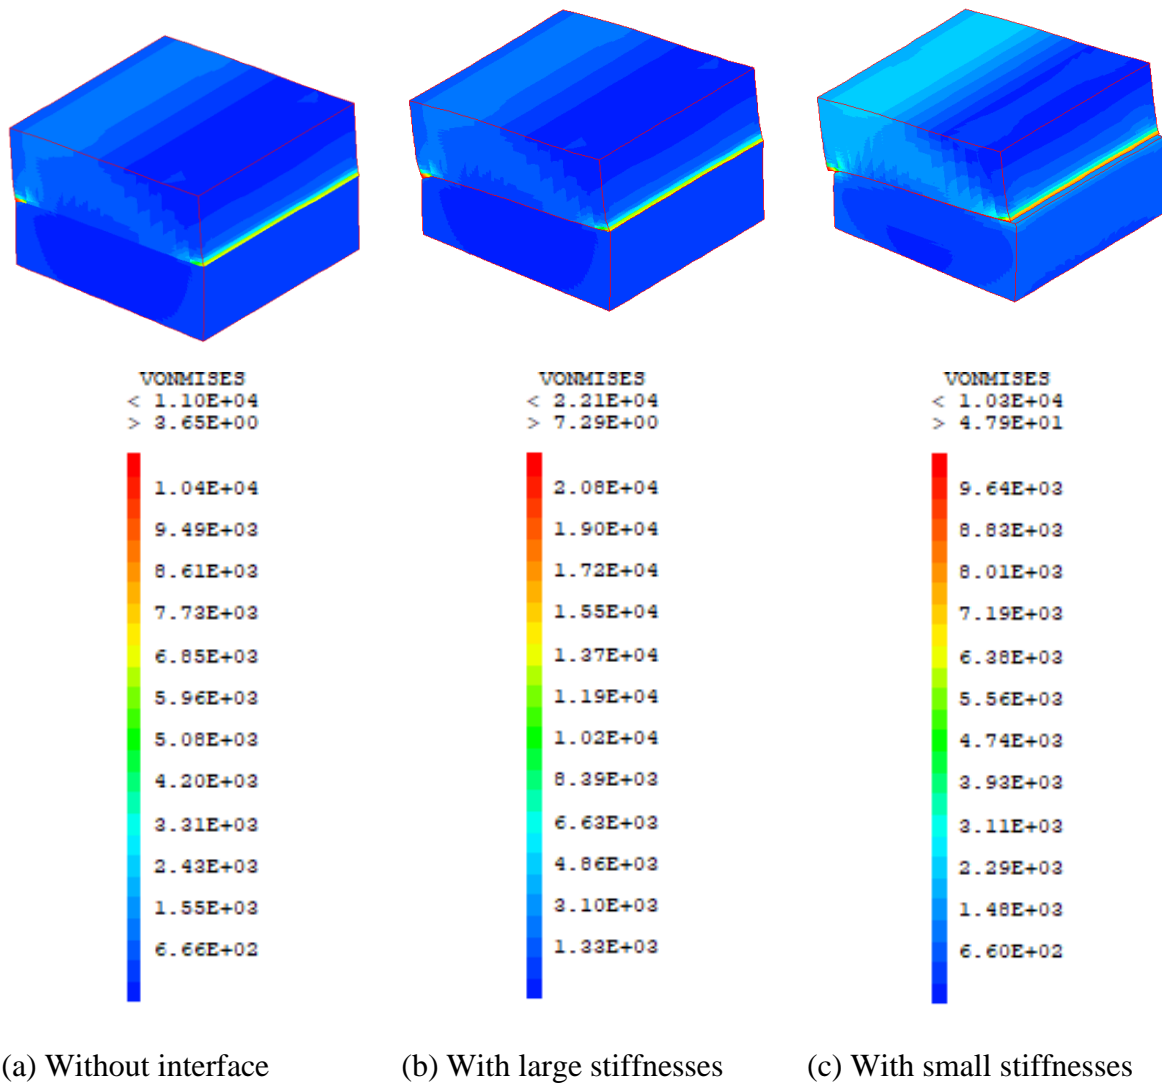 VONMISES
< 1.10E+04
> 3.65E+00
1.04E+04
9.49E+03
8.61E+03
7.73E+03
6.85E+03
5.96E+03
5.08E+03
4.20E+03
3.31E+03
2.43E+03
1.55E+03
6.66E+02
(a) Without interface
VONMISES
< 2.21E+04
> 7.29E+00
2.08E+04
1.90E+04
1.72E+04
1.55E+04
1.37E+04
1.19E+04
1.02E+04
8.39E+03
6.63E+03
4.86E+03
3.10E+03
1.33E+03
(b) With large stiffnesses
VONMISES
< 1.03E+04
> 4.79E+01
9.64E+03
8.83E+03
8.01E+03
7.19E+03
6.38E+03
5.56E+03
4.74E+03
3.93E+03
3.11E+03
2.29E+03
1.48E+03
6.60E+02
(c) With small stiffnesses